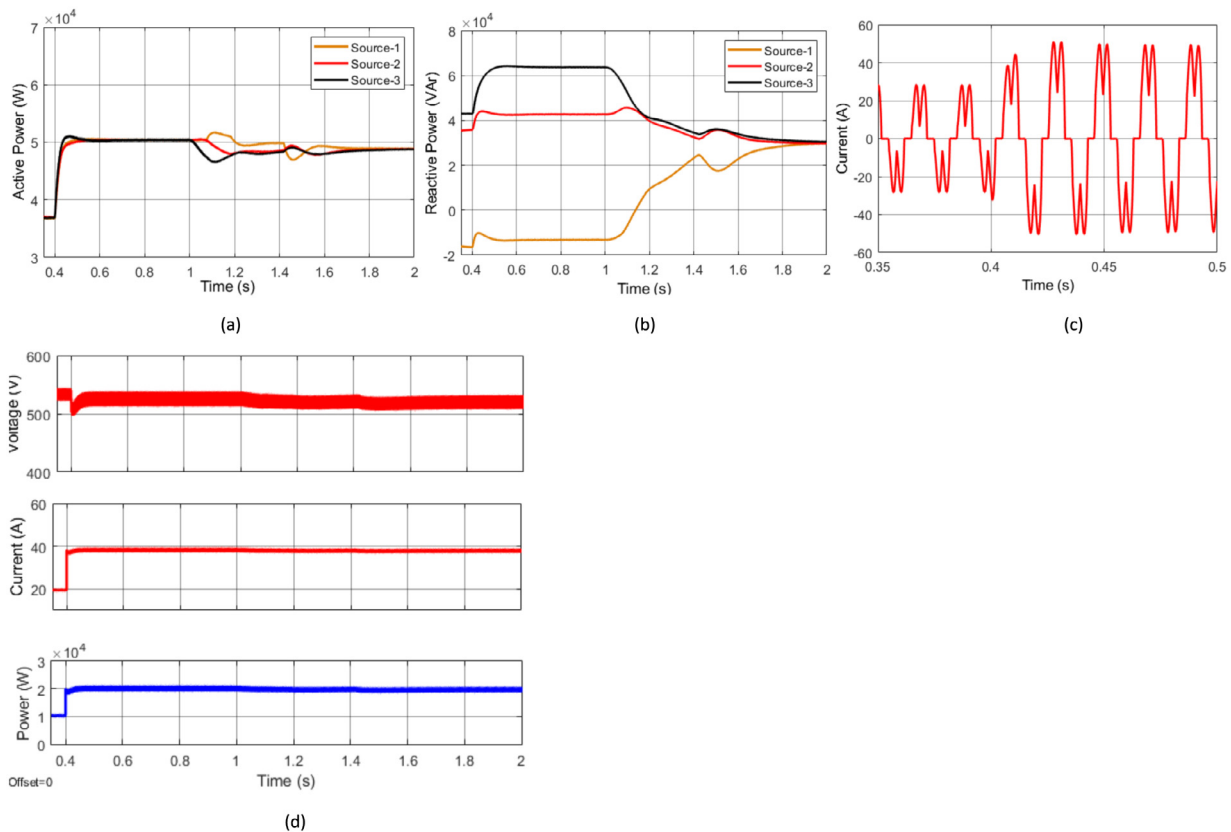 ×10⁴
7
6
5
4
3
Active Power (W)
Source-1
Source-2
Source-3
0.4 0.6 0.8 1 1.2 1.4 1.6 1.8 2
Time (s)
(a)
×10⁴
8
6
4
2
0
-2
Reactive Power (VAr)
Source-1
Source-2
Source-3
0.4 0.6 0.8 1 1.2 1.4 1.6 1.8 2
Time (s)
(b)
60
40
20
0
-20
-40
60
Current (A)
0.35 0.4 0.45 0.5
Time (s)
(c)
600
500
400
Voltage (V)
60
40
20
Current (A)
×10⁴
3
2
1
0
Power (W)
0.4 0.6 0.8 1 1.2 1.4 1.6 1.8 2
Offset=0
Time (s)
(d)